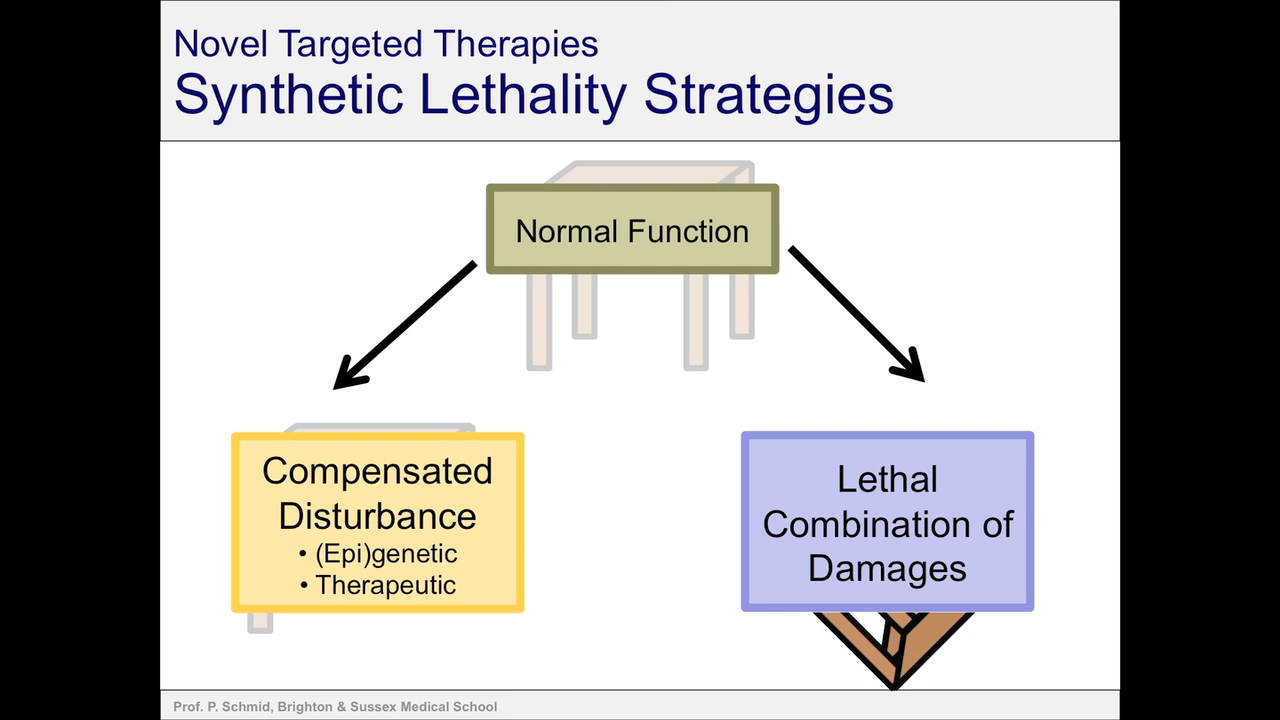 Novel Targeted Therapies
Synthetic Lethality Strategies
Normal Function
Compensated
Disturbance
• (Epi)genetic
• Therapeutic
Lethal
Combination of
Damages
Prof. P. Schmid, Brighton & Sussex Medical School